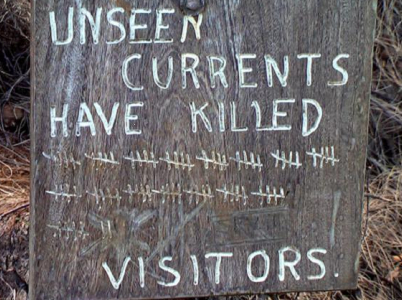 UNSEEN
CURRENTS
HAVE KILLED
VISITORS.